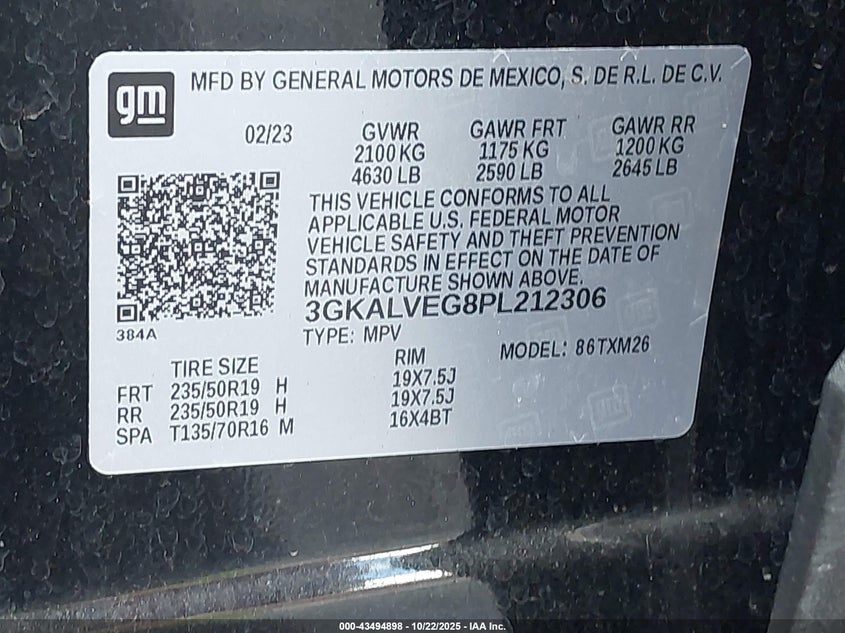 gm
MFD BY GENERAL MOTORS DE MEXICO, S. DE R.L. DE C.V.
02/23
GVWR GAWR FRT GAWR RR
2100 KG 1175 KG 1200 KG
4630 LB 2590 LB 2645 LB
THIS VEHICLE CONFORMS TO ALL
APPLICABLE U.S. FEDERAL MOTOR
VEHICLE SAFETY AND THEFT PREVENTION
STANDARDS IN EFFECT ON THE DATE OF
MANUFACTURE SHOWN ABOVE.
3GKALVEG8PL212306
384A
TYPE: MPV MODEL: 86TXM26
TIRE SIZE RIM
FRT 235/50R19 H 19X7.5J
RR 235/50R19 H 19X7.5J
SPA T135/70R16 M 16X4BT
000-43494898 - 10/22/2025 - IAA Inc.